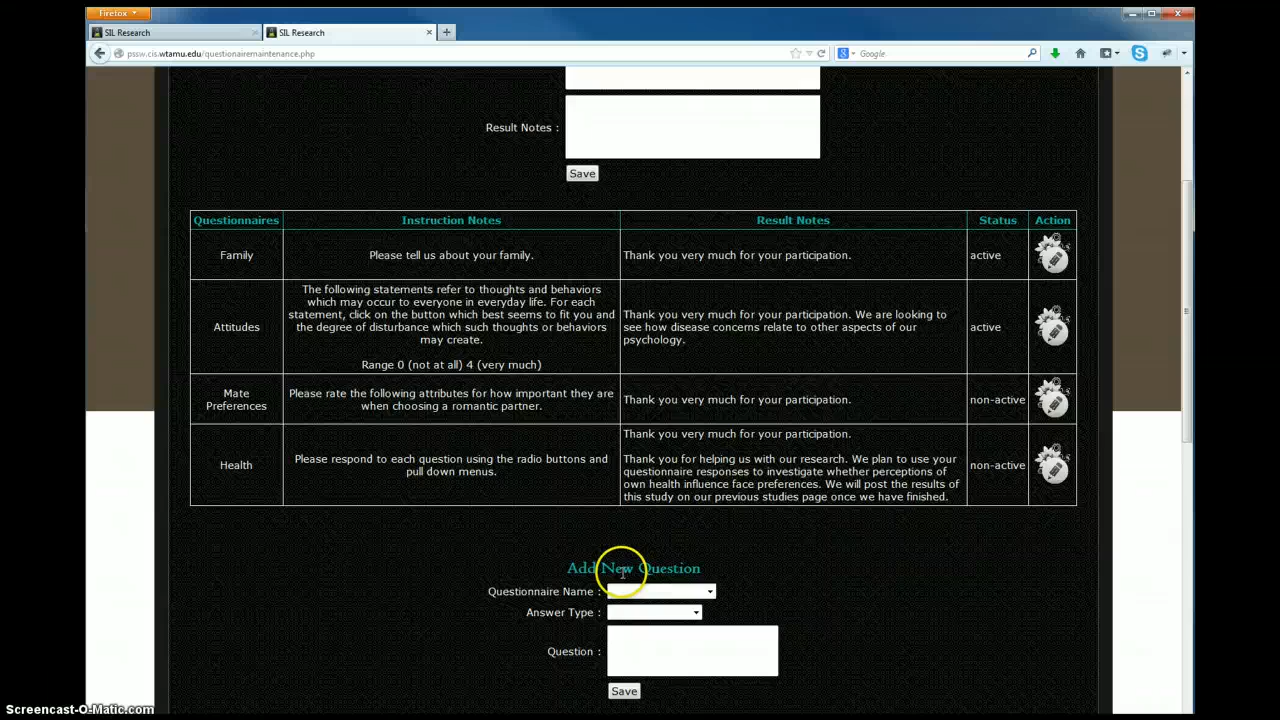 Firefox
SIL Research
SIL Research
pssw.cis.wtamu.edu/questionairemaintenance.php
Google
Result Notes :
Save
Questionnaires Instruction Notes Result Notes Status Action
Family
Please tell us about your family.
Thank you very much for your participation.
active
Attitudes
The following statements refer to thoughts and behaviors
which may occur to everyone in everyday life. For each
statement, click on the button which best seems to fit you and
the degree of disturbance which such thoughts or behaviors
may create.
Range 0 (not at all) 4 (very much)
Thank you very much for your participation. We are looking to
see how disease concerns relate to other aspects of our
psychology.
active
Mate
Preferences
Please rate the following attributes for how important they are
when choosing a romantic partner.
Thank you very much for your participation.
non-active
Health
Please respond to each question using the radio buttons and
pull down menus.
Thank you very much for your participation.
Thank you for helping us with our research. We plan to use your
questionnaire responses to investigate whether perceptions of
own health influence face preferences. We will post the results of
this study on our previous studies page once we have finished.
non-active
Add New Question
Questionnaire Name :
Answer Type :
Question :
Save
Screencast-O-Matic.com